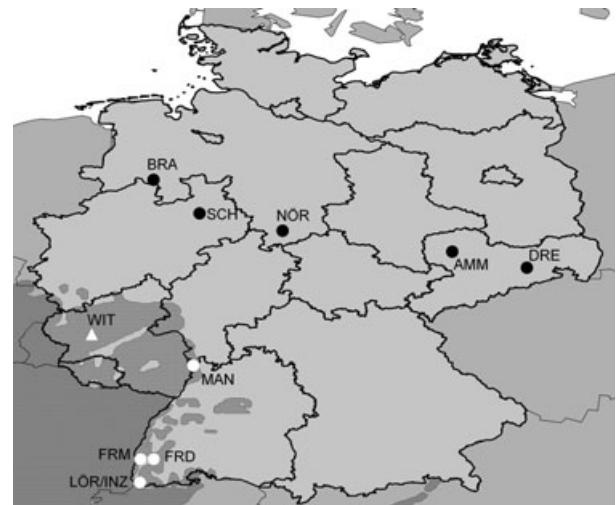 BRA
SCH
NÖR
AMM
DRE
WIT
MAN
FRM
FRD
LÖR/INZ